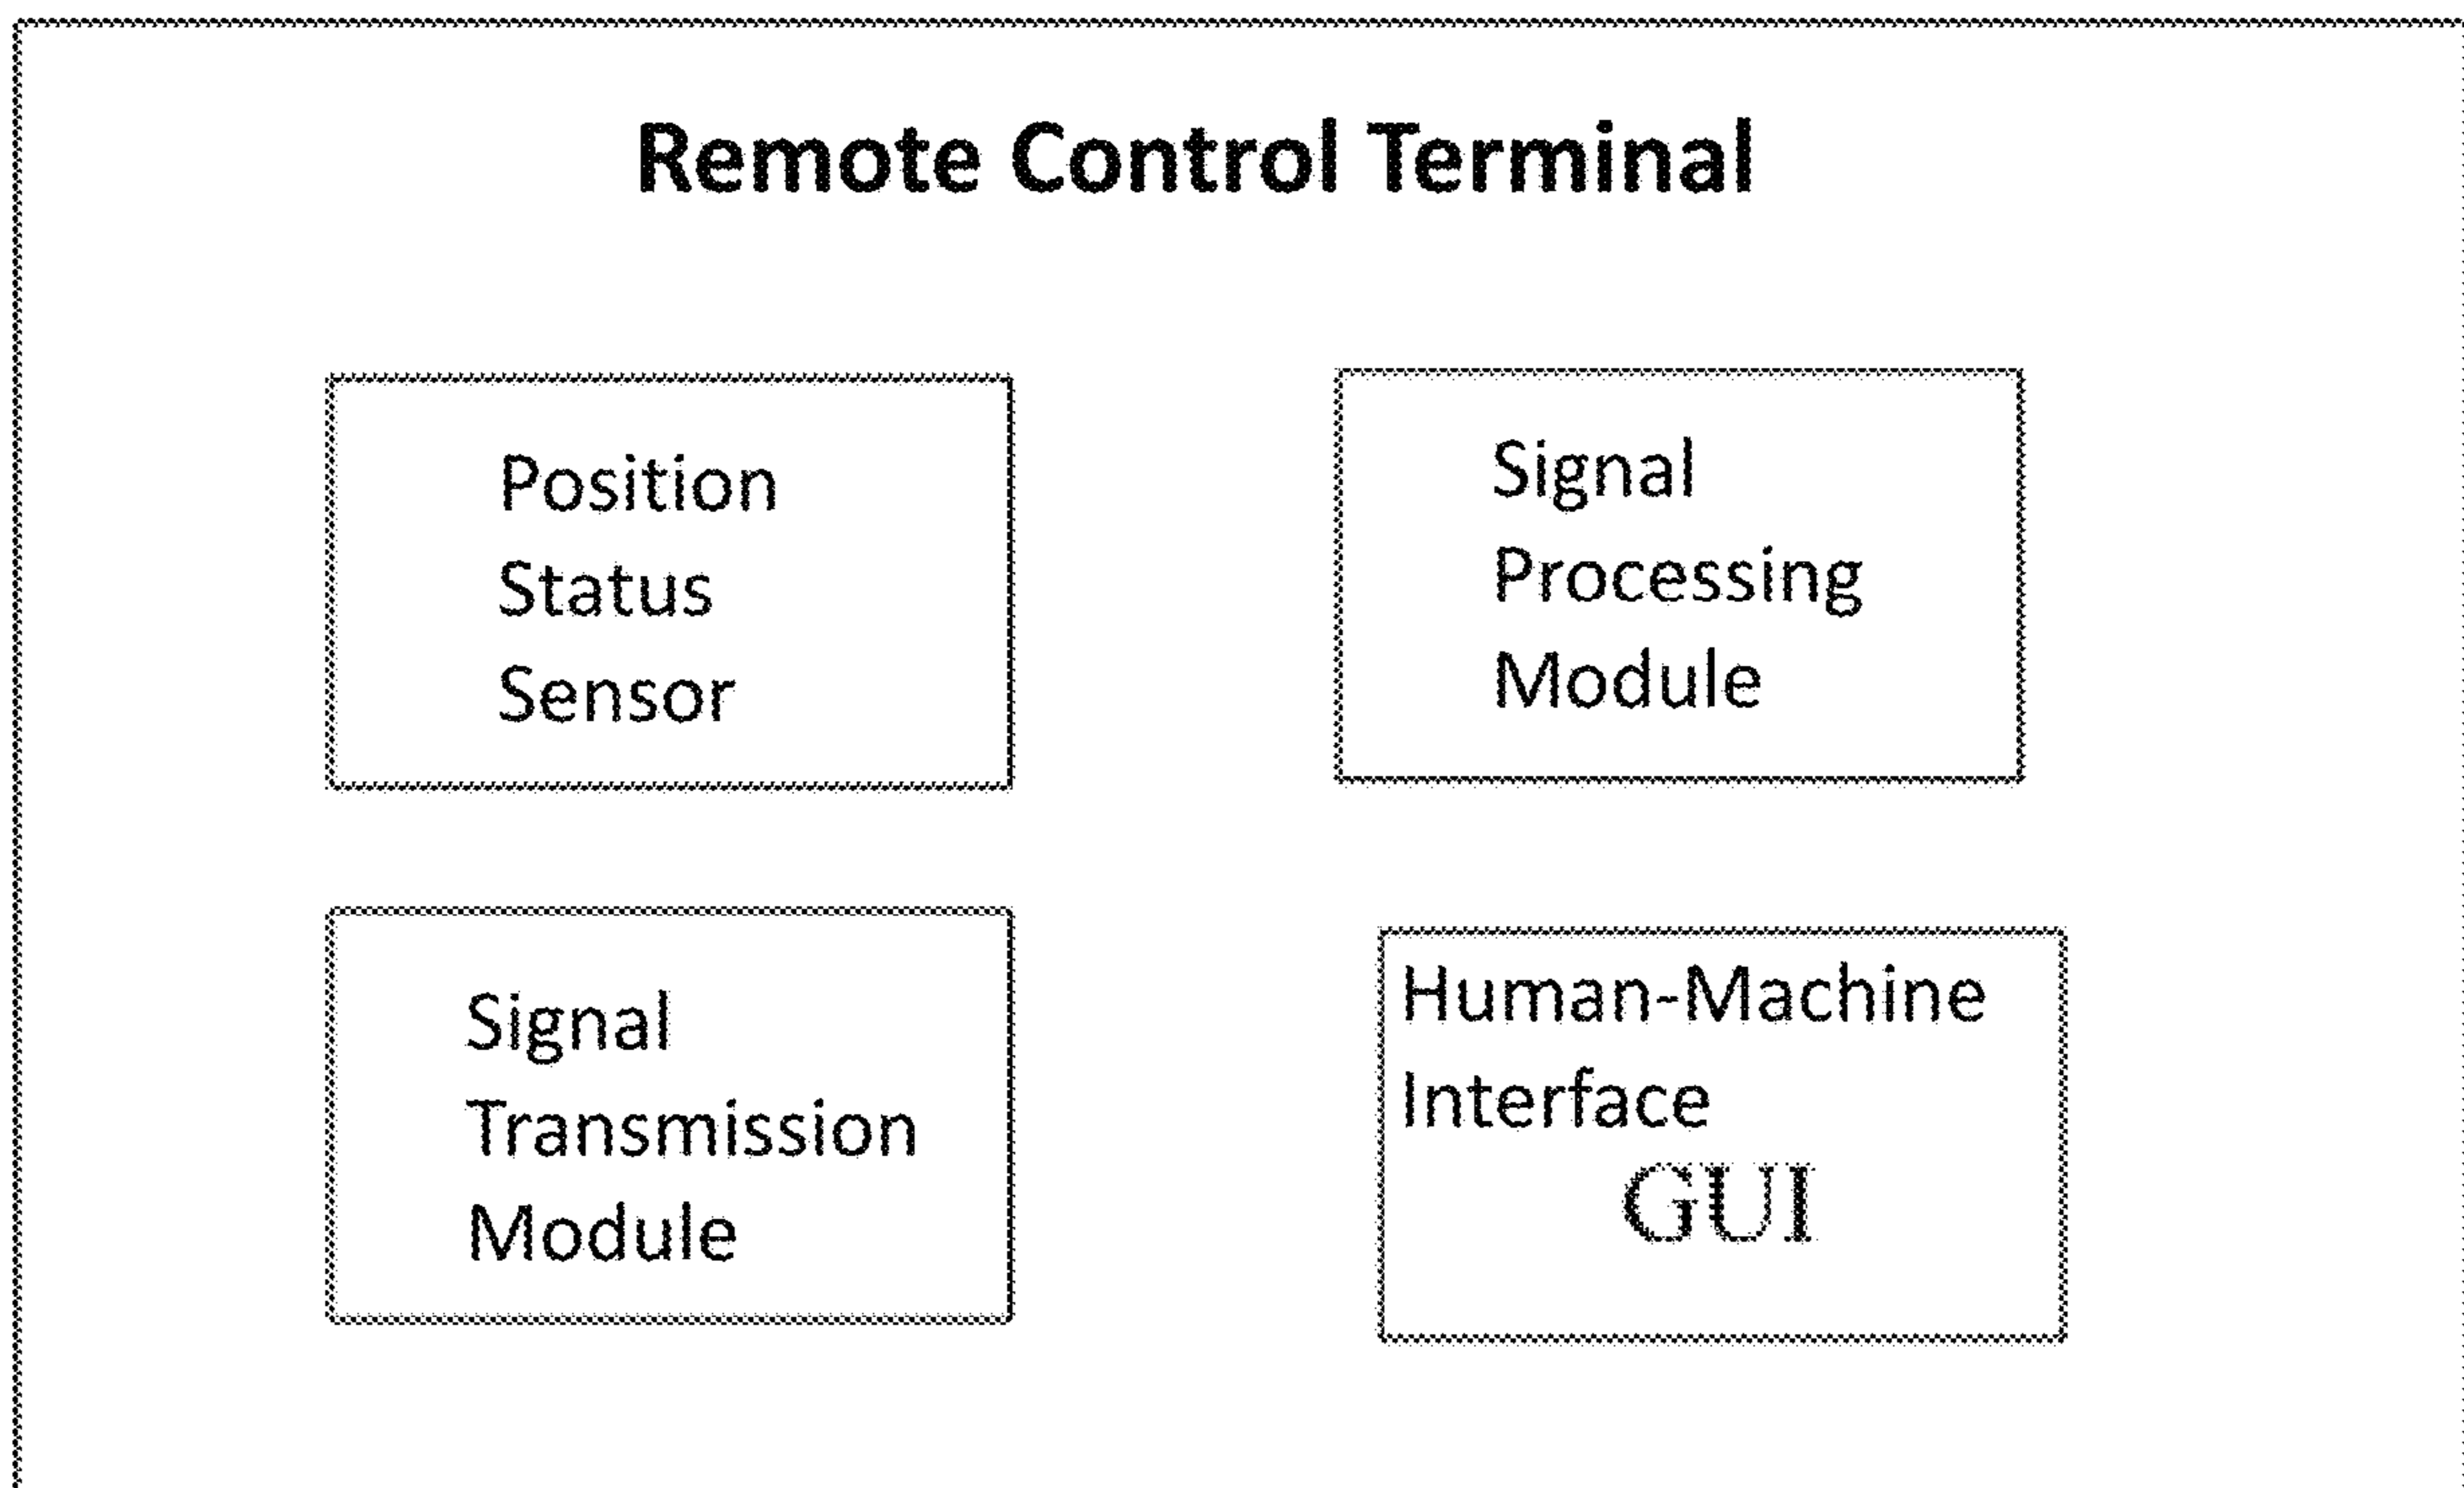 Remote Control Terminal
Position
Status
Sensor
Signal
Processing
Module
Signal
Transmission
Module
Human-Machine
Interface
GUI